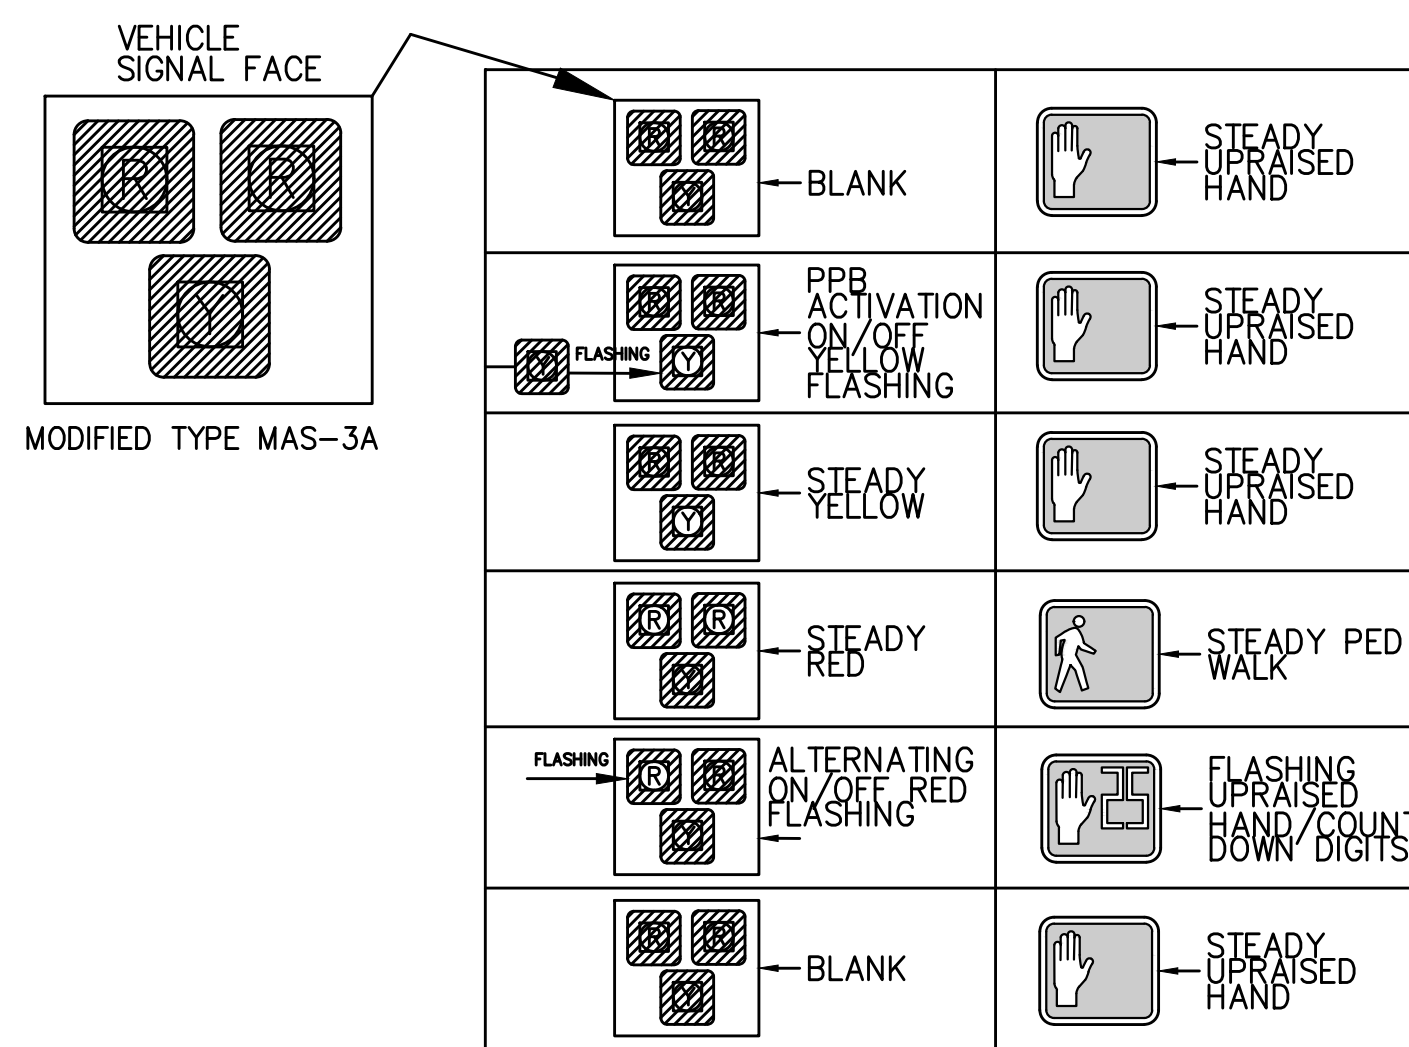 VEHICLE
SIGNAL FACE
R R
Y
MODIFIED TYPE MAS-3A
R R
Y
BLANK
STEADY
UPRAISED
HAND
R R
Y
Y
FLASHING
PPB
ACTIVATION
ON/OFF
YELLOW
FLASHING
STEADY
UPRAISED
HAND
R R
Y
STEADY
YELLOW
STEADY
UPRAISED
HAND
R R
Y
STEADY
RED
STEADY PED
WALK
FLASHING
R R
Y
ALTERNATING
ON/OFF RED
FLASHING
FLASHING
UPRAISED
HAND/COUNT
DOWN DIGITS
R R
Y
BLANK
STEADY
UPRAISED
HAND